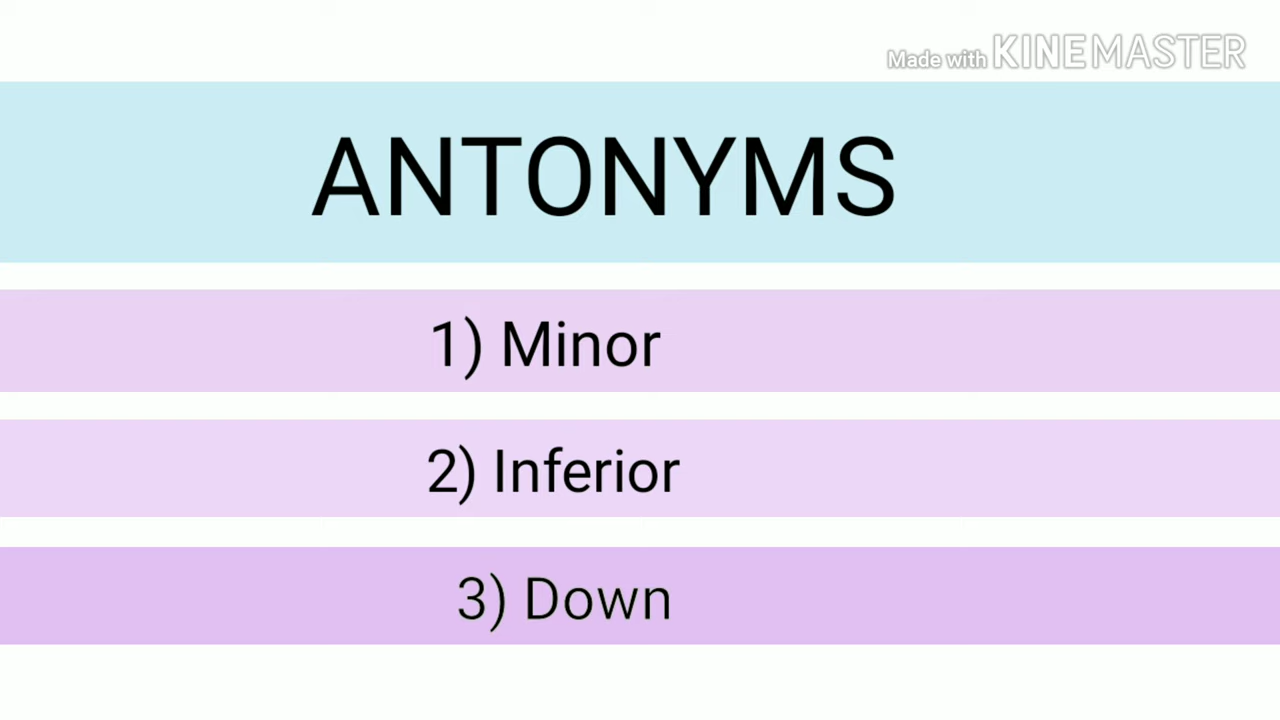 Made with KINEMASTER
ANTONYMS
1) Minor
2) Inferior
3) Down